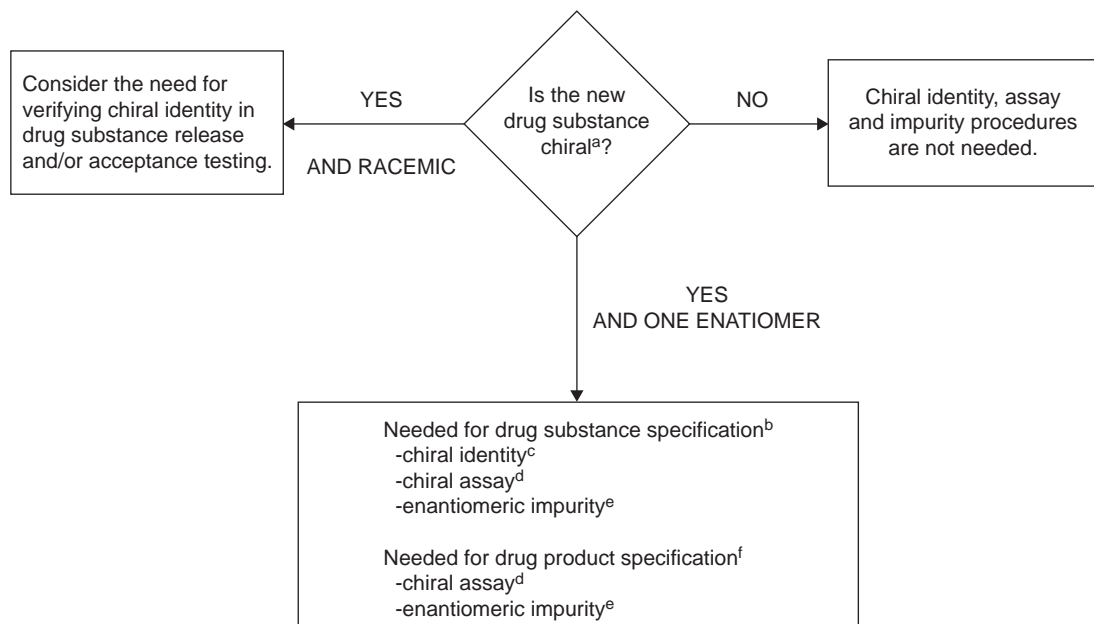 Consider the need for
verifying chiral identity in
drug substance release
and/or acceptance testing.
YES
AND RACEMIC
Is the new
drug substance
chiralᵃ?
NO
Chiral identity, assay
and impurity procedures
are not needed.
YES
AND ONE ENATIOMER
Needed for drug substance specificationᵇ
-chiral identityᶜ
-chiral assayᵈ
-enantiomeric impurityᵉ
Needed for drug product specificationᶠ
-chiral assayᵈ
-enantiomeric impurityᵉ